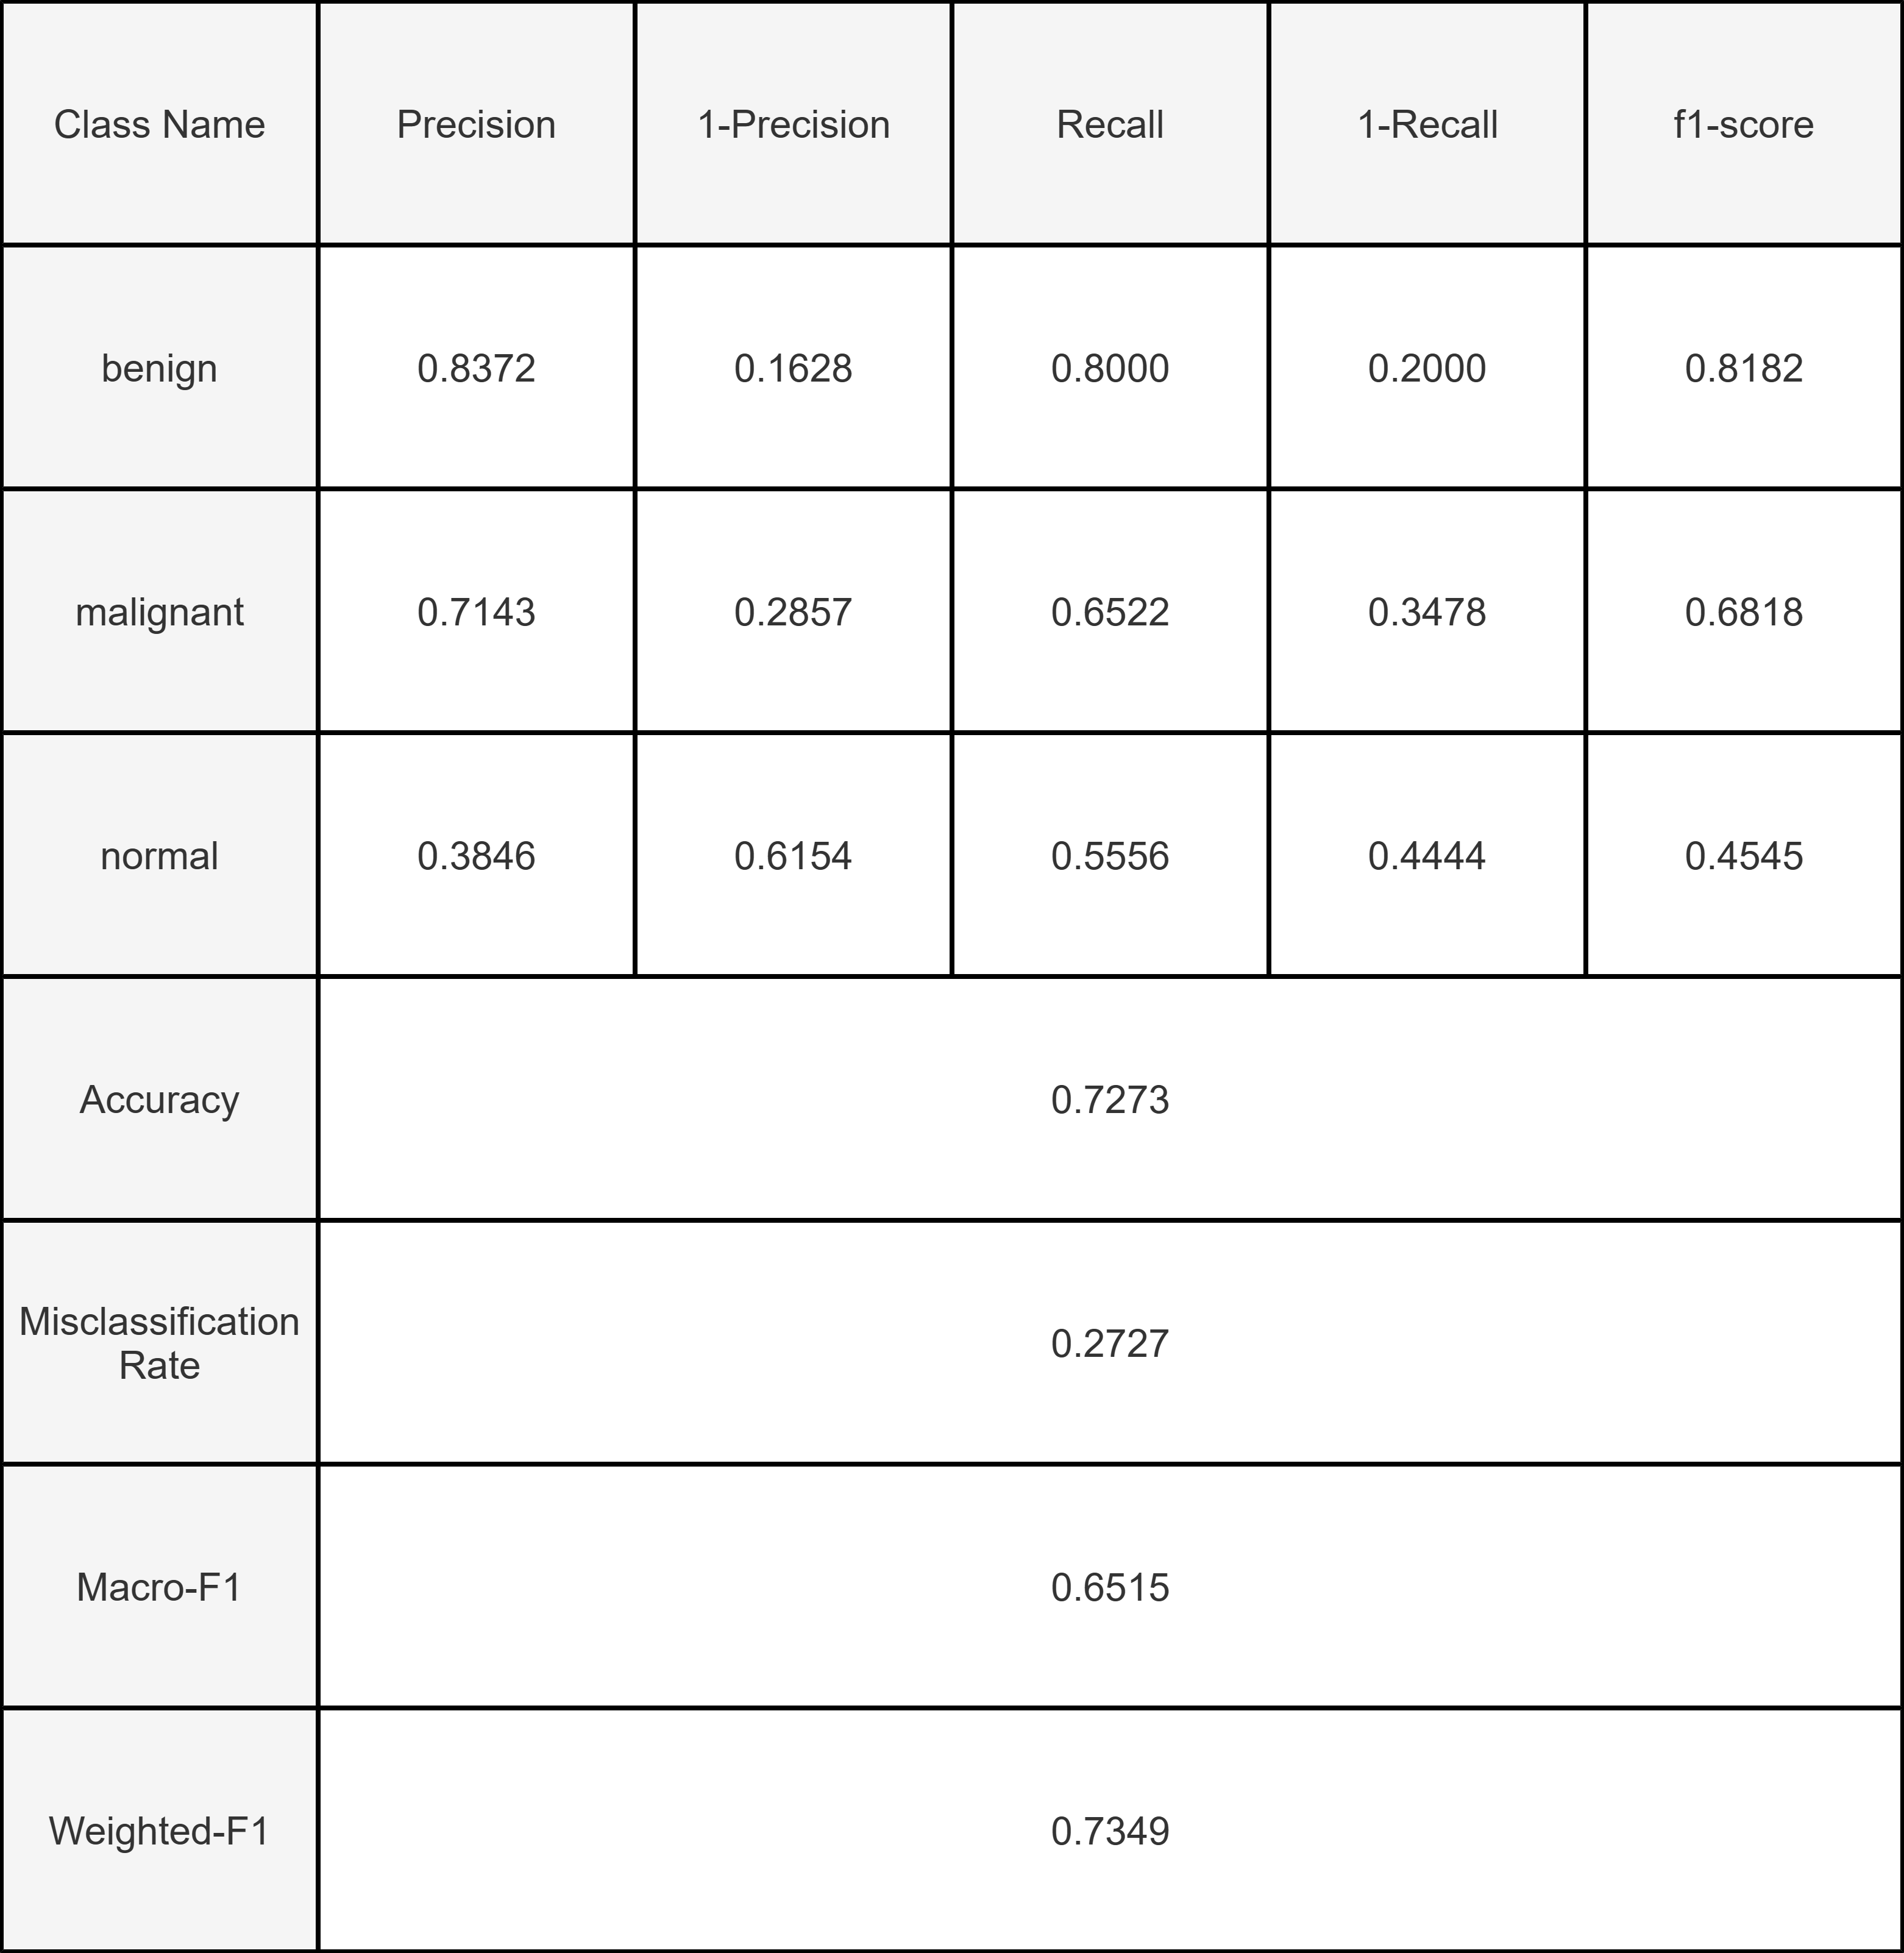 Class Name Precision 1-Precision Recall 1-Recall f1-score
benign 0.8372 0.1628 0.8000 0.2000 0.8182
malignant 0.7143 0.2857 0.6522 0.3478 0.6818
normal 0.3846 0.6154 0.5556 0.4444 0.4545
Accuracy 0.7273
Misclassification
Rate 0.2727
Macro-F1 0.6515
Weighted-F1 0.7349